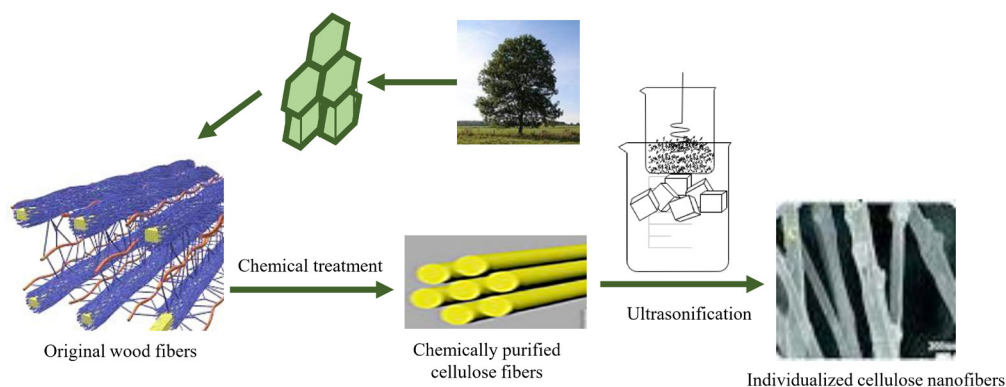 Chemical treatment
Ultrasonification
Original wood fibers
Chemically purified
cellulose fibers
Individualized cellulose nanofibers